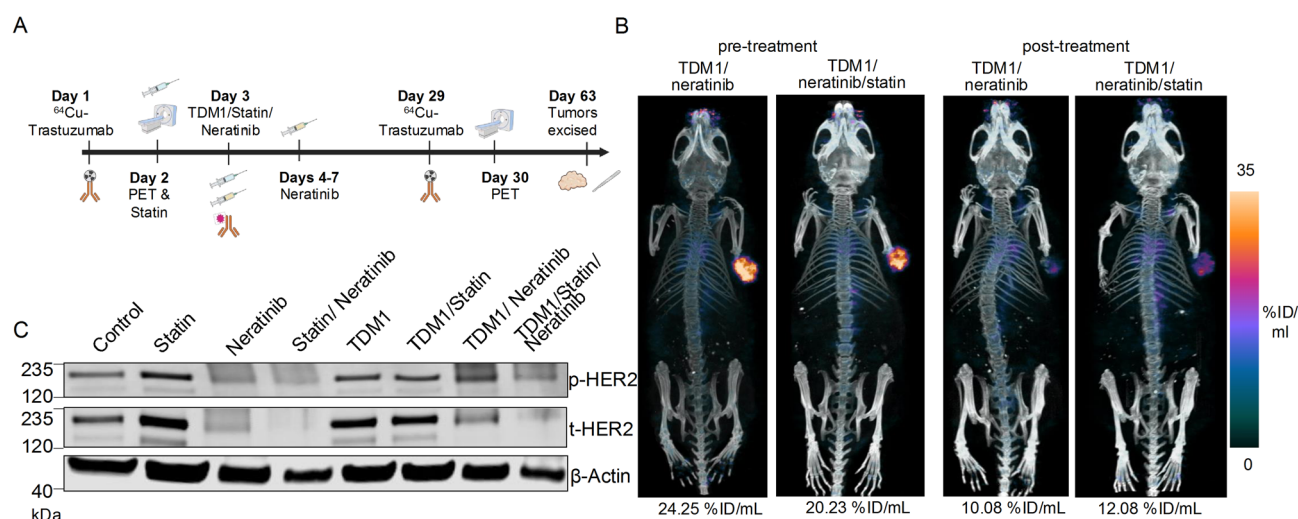 A
Day 1
⁶⁴Cu-
Trastuzumab
Day 2
PET &
Statin
Day 3
TDM1/Statin/
Neratinib
Days 4-7
Neratinib
Day 29
⁶⁴Cu-
Trastuzumab
Day 30
PET
Day 63
Tumors
excised
B
pre-treatment
post-treatment
TDM1/
neratinib
TDM1/
neratinib/statin
TDM1/
neratinib
TDM1/
neratinib/statin
35
%ID/
ml
0
24.25 %ID/mL
20.23 %ID/mL
10.08 %ID/mL
12.08 %ID/mL
C
Control
Statin
Neratinib
Statin/ Neratinib
TDM1
TDM1/Statin
TDM1/ Neratinib
TDM1/Statin/
Neratinib
235
120
p-HER2
235
120
t-HER2
40
β-Actin
kDa